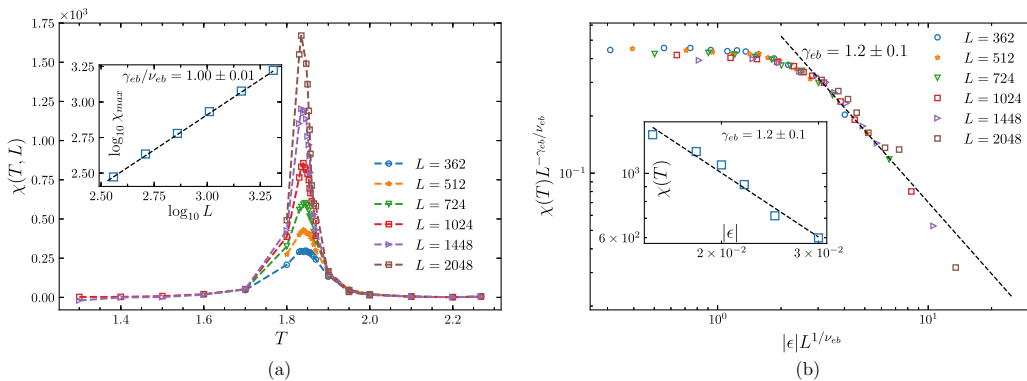 ×10³
1.75
1.50
1.25
1.00
0.75
0.50
0.25
0.00
χ(T, L)
1.4
1.6
1.8
2.0
2.2
T
(a)
γ_eb/ν_eb = 1.00 ± 0.01
3.25
3.00
2.75
2.50
log₁₀ χ_max
2.50
2.75
3.00
3.25
log₁₀ L
L = 362
L = 512
L = 724
L = 1024
L = 1448
L = 2048
χ(T)L^{−γ_eb/ν_eb}
10⁻¹
γ_eb = 1.2 ± 0.1
L = 362
L = 512
L = 724
L = 1024
L = 1448
L = 2048
γ_eb = 1.2 ± 0.1
χ(T)
10³
6 × 10²
|ϵ|
2 × 10⁻²
3 × 10⁻²
10⁰
10¹
|ϵ|L^{1/ν_eb}
(b)